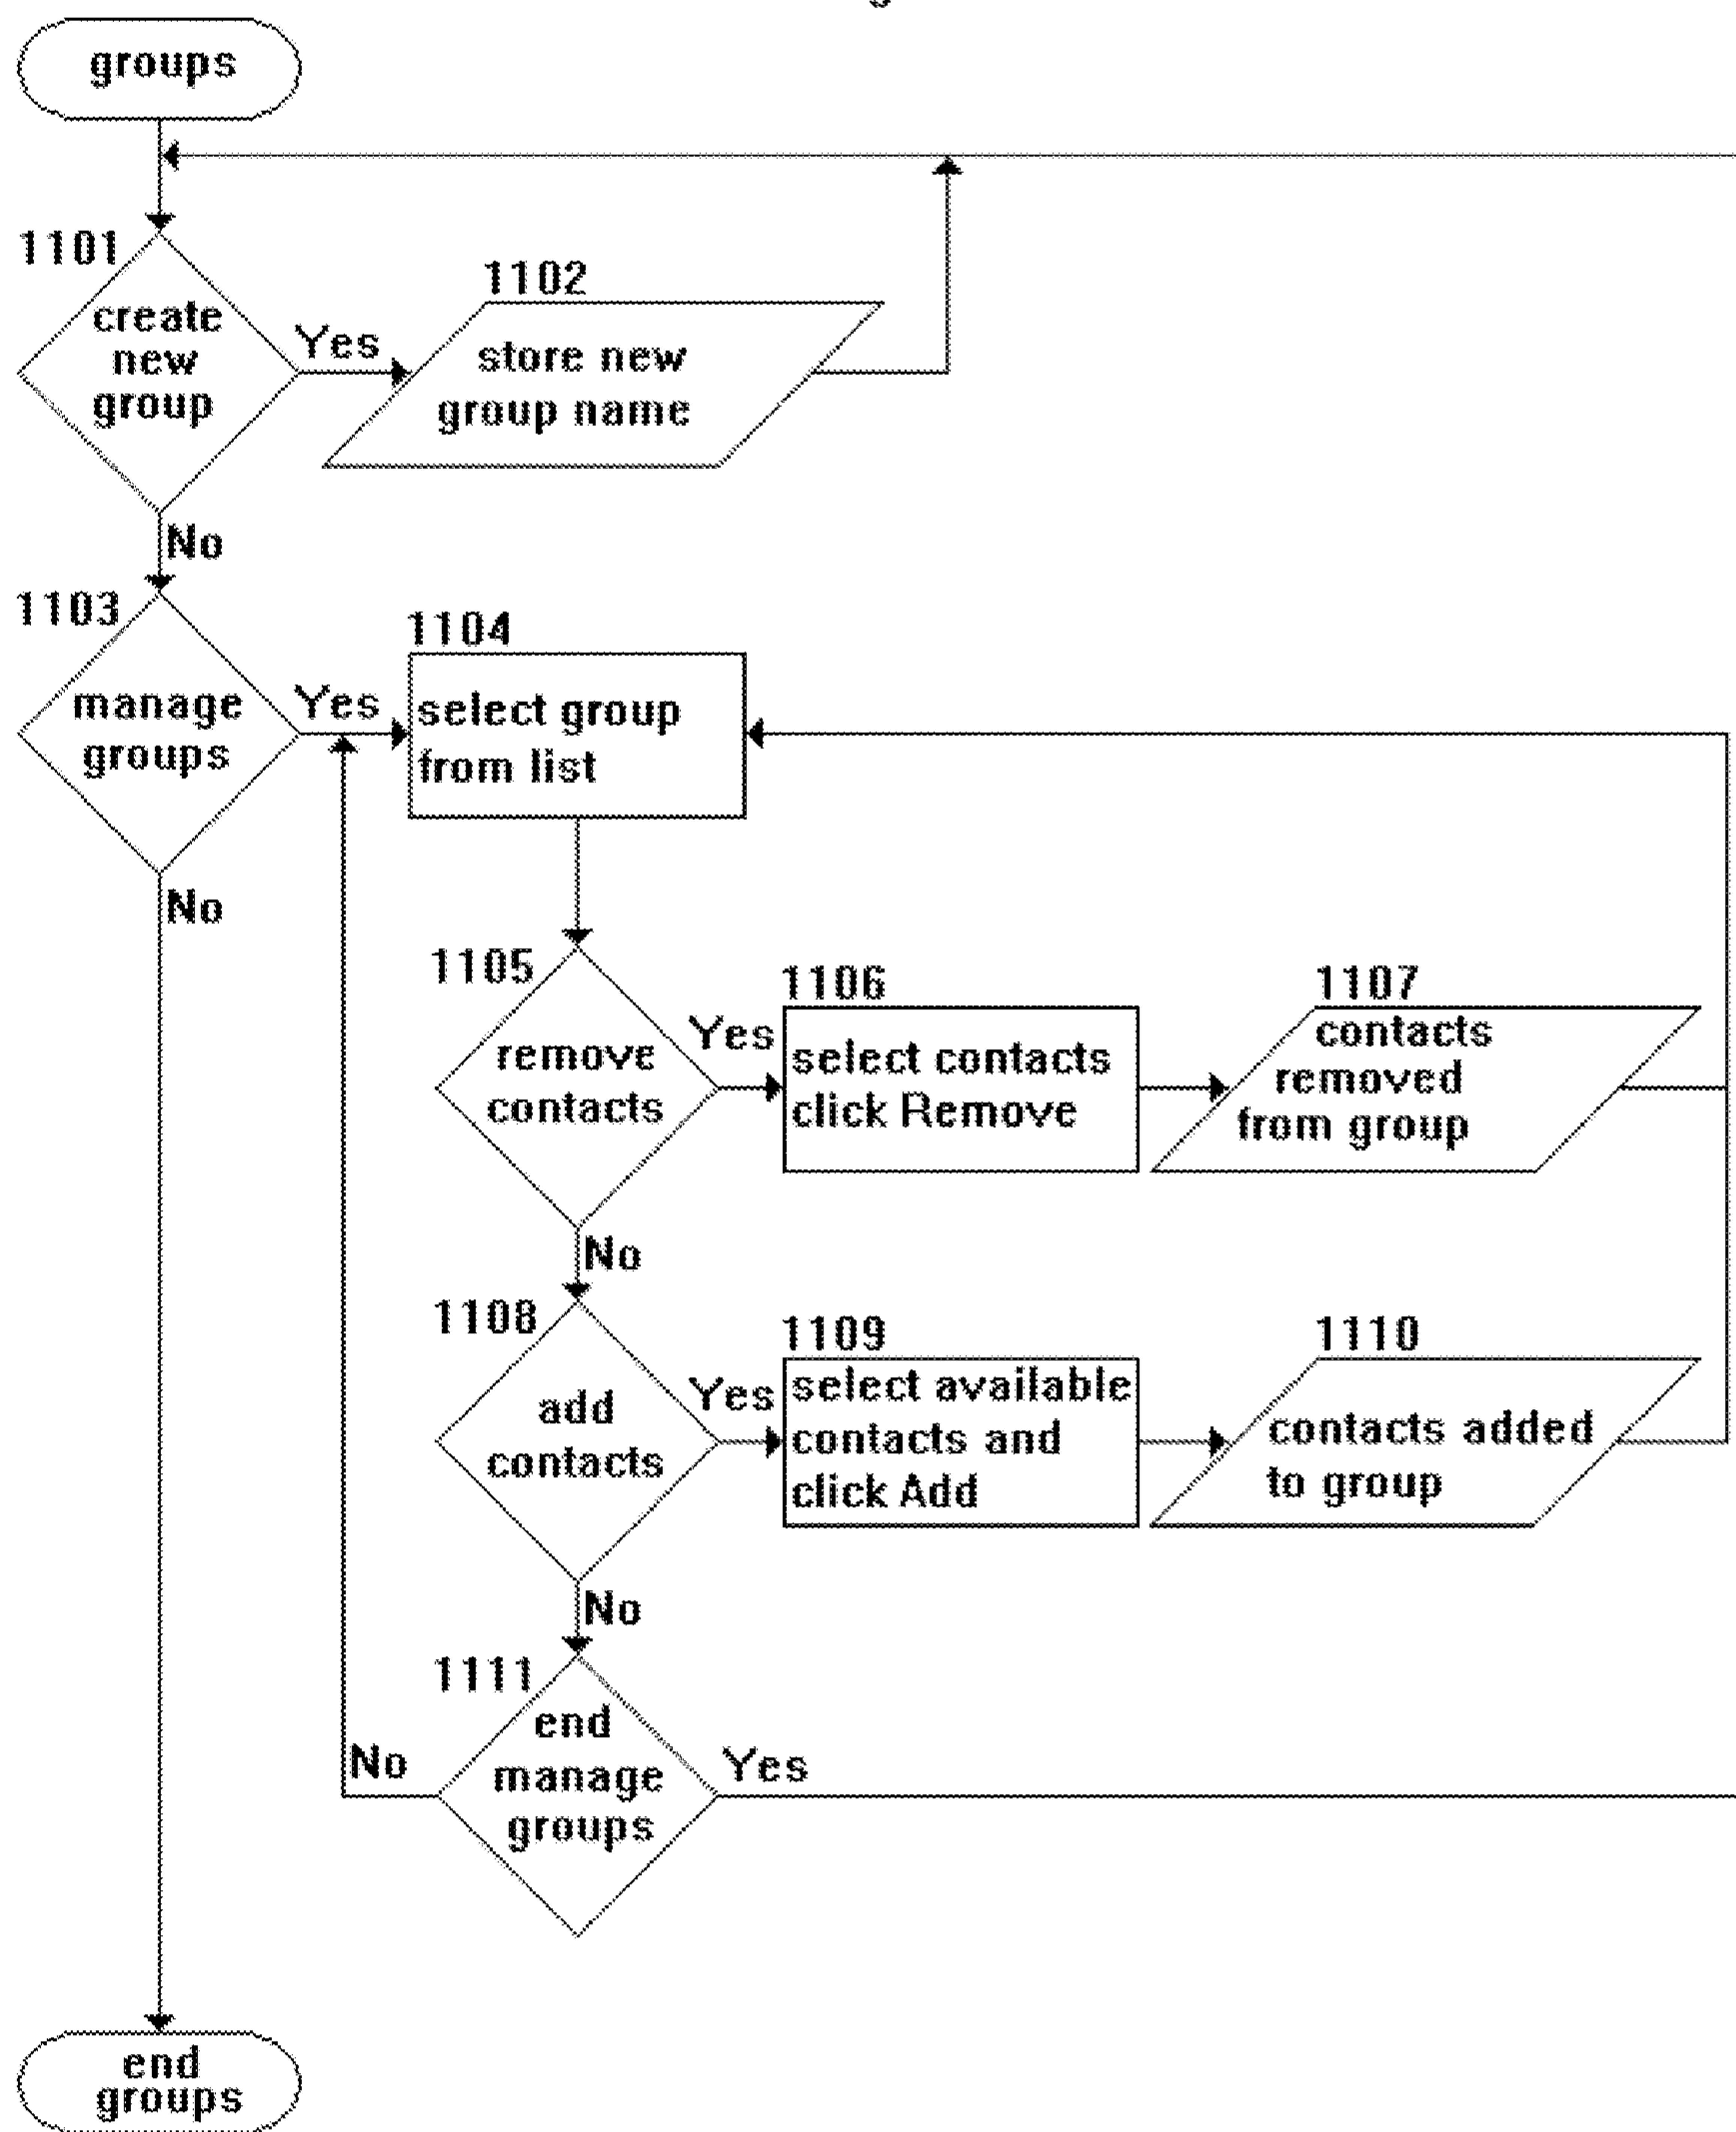 groups
1101
create
new
group
Yes
1102
store new
group name
No
1103
manage
groups
Yes
1104
select group
from list
No
1105
remove
contacts
Yes
1106
select contacts
click Remove
1107
contacts
removed
from group
No
1108
add
contacts
Yes
1109
select available
contacts and
click Add
1110
contacts added
to group
No
1111
end
manage
groups
No
Yes
end
groups